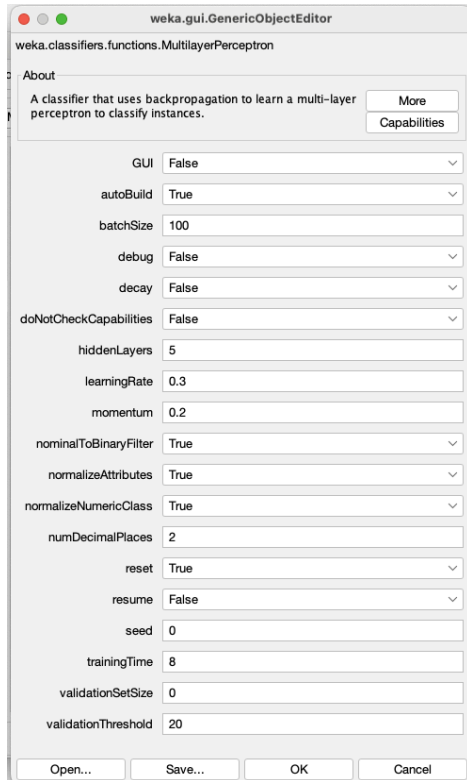 weka.gui.GenericObjectEditor
weka.classifiers.functions.MultilayerPerceptron
About
A classifier that uses backpropagation to learn a multi-layer
perceptron to classify instances.
More
Capabilities
GUI False
autoBuild True
batchSize 100
debug False
decay False
doNotCheckCapabilities False
hiddenLayers 5
learningRate 0.3
momentum 0.2
nominalToBinaryFilter True
normalizeAttributes True
normalizeNumericClass True
numDecimalPlaces 2
reset True
resume False
seed 0
trainingTime 8
validationSetSize 0
validationThreshold 20
Open... Save... OK Cancel